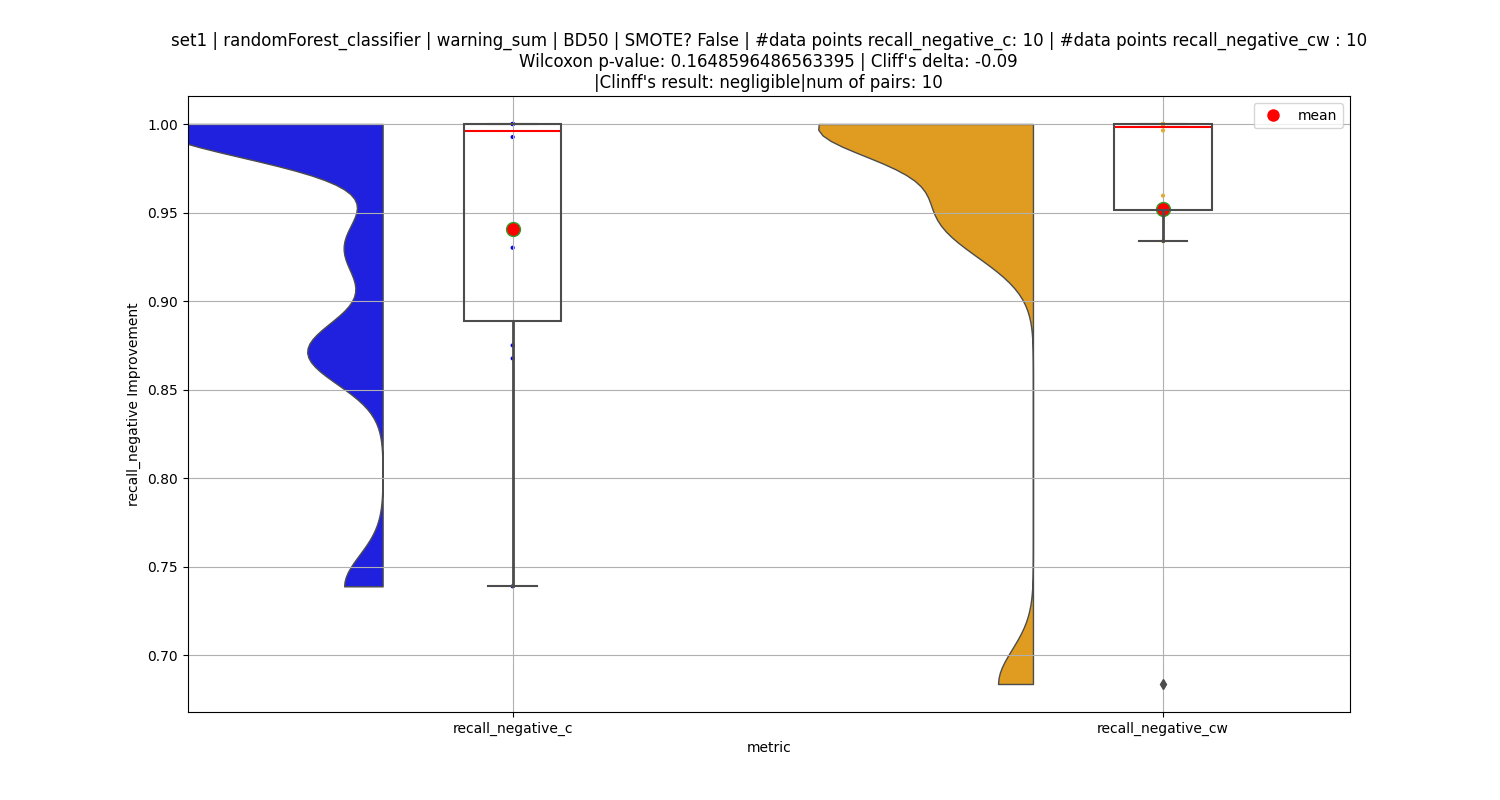 set1 | randomForest_classifier | warning_sum | BD50 | SMOTE? False | #data points recall_negative_c: 10 | #data points recall_negative_cw : 10
Wilcoxon p-value: 0.1648596486563395 | Cliff's delta: -0.09
|Clinff's result: negligible|num of pairs: 10
mean
1.00
0.95
0.90
0.85
0.80
0.75
0.70
recall_negative Improvement
recall_negative_c
recall_negative_cw
metric